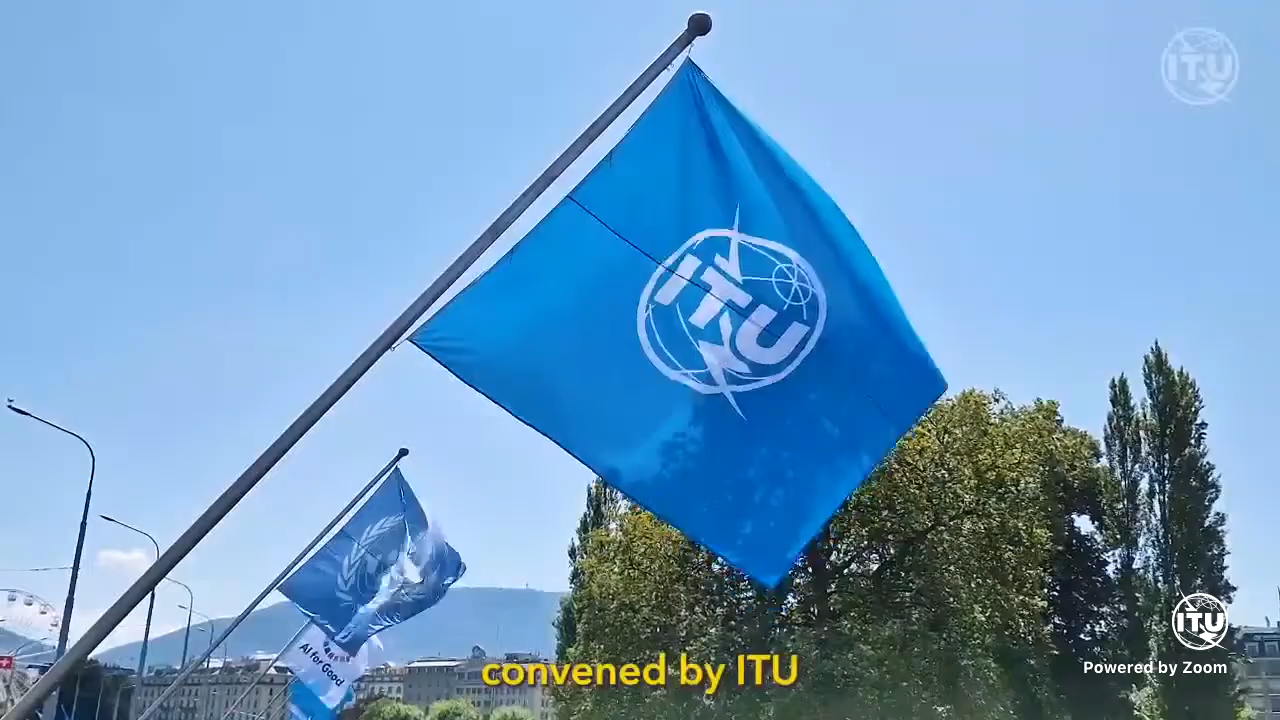 ITU
ITU
AI for Good
convened by ITU
ITU
Powered by Zoom